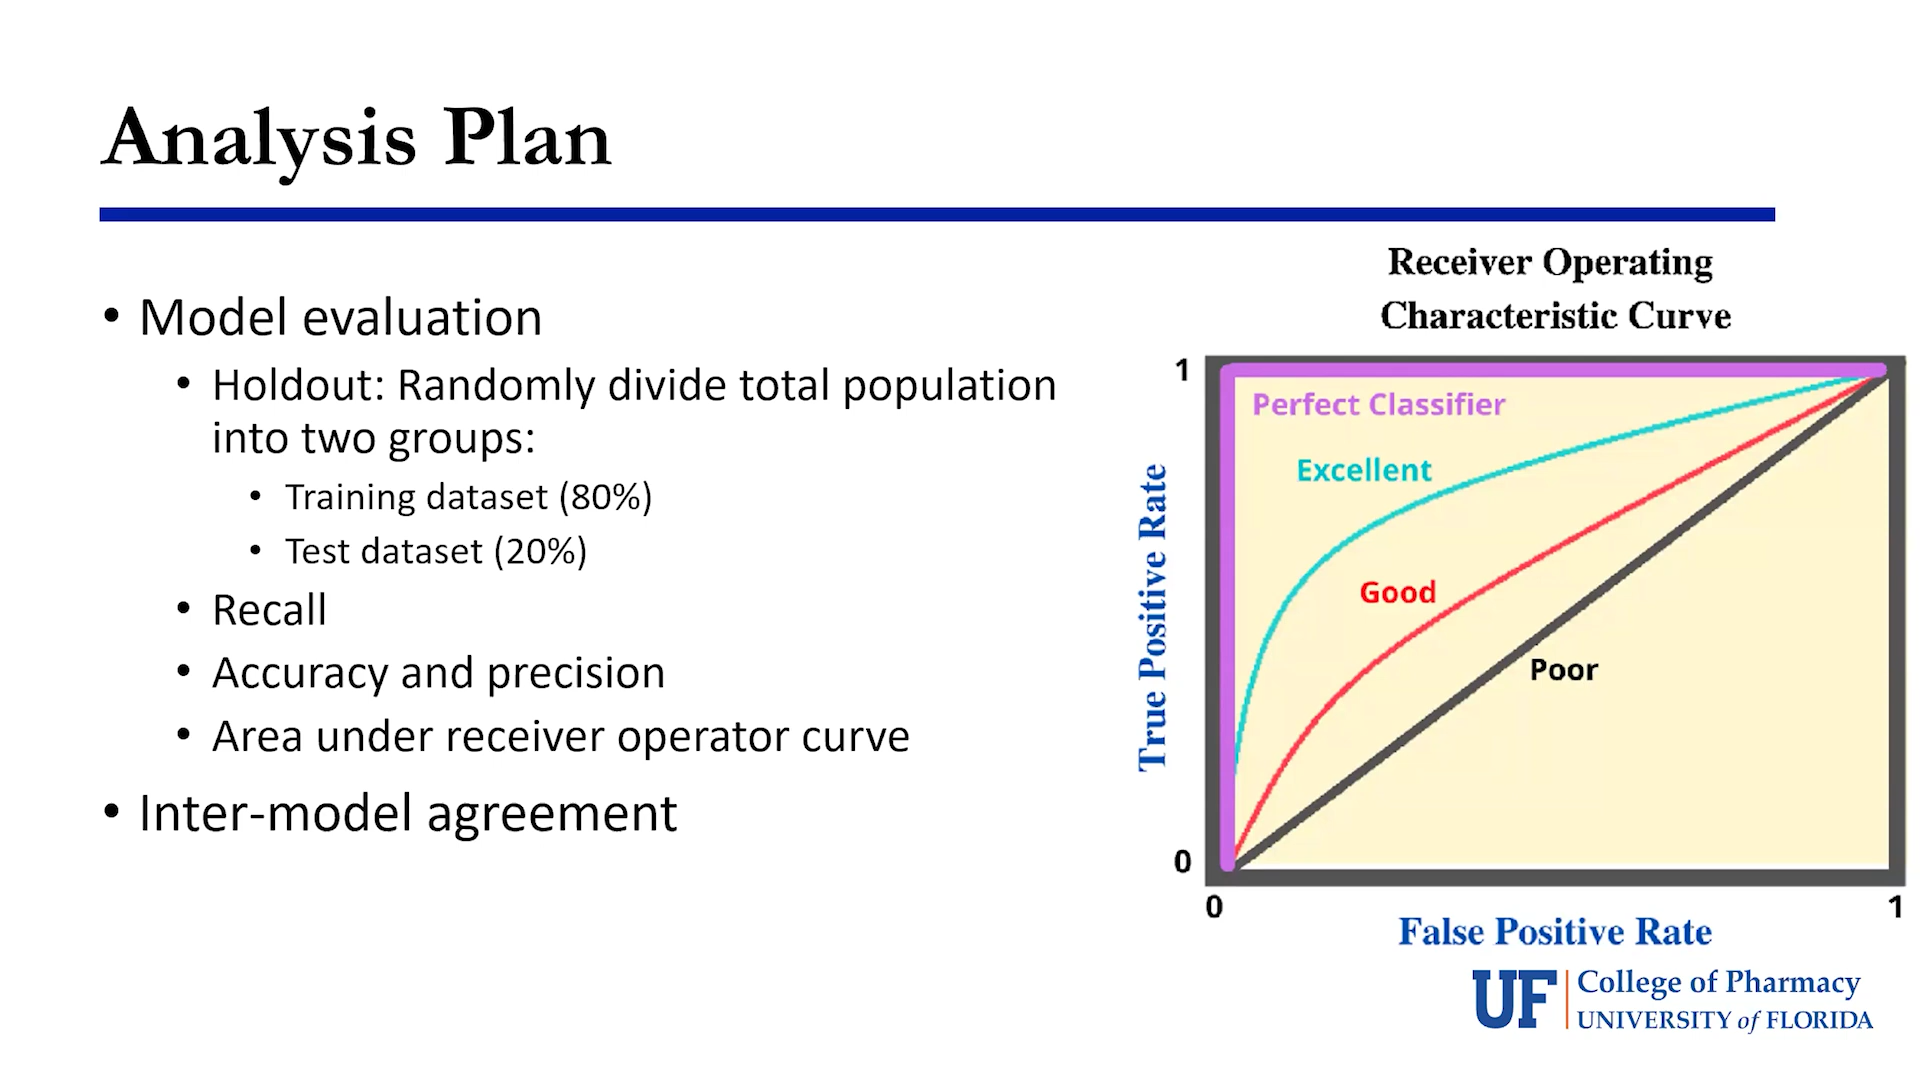 Analysis Plan
• Model evaluation
• Holdout: Randomly divide total population
into two groups:
• Training dataset (80%)
• Test dataset (20%)
• Recall
• Accuracy and precision
• Area under receiver operator curve
• Inter-model agreement
Receiver Operating
Characteristic Curve
1
Perfect Classifier
Excellent
Good
Poor
True Positive Rate
0
0
1
False Positive Rate
UF College of Pharmacy
UNIVERSITY of FLORIDA